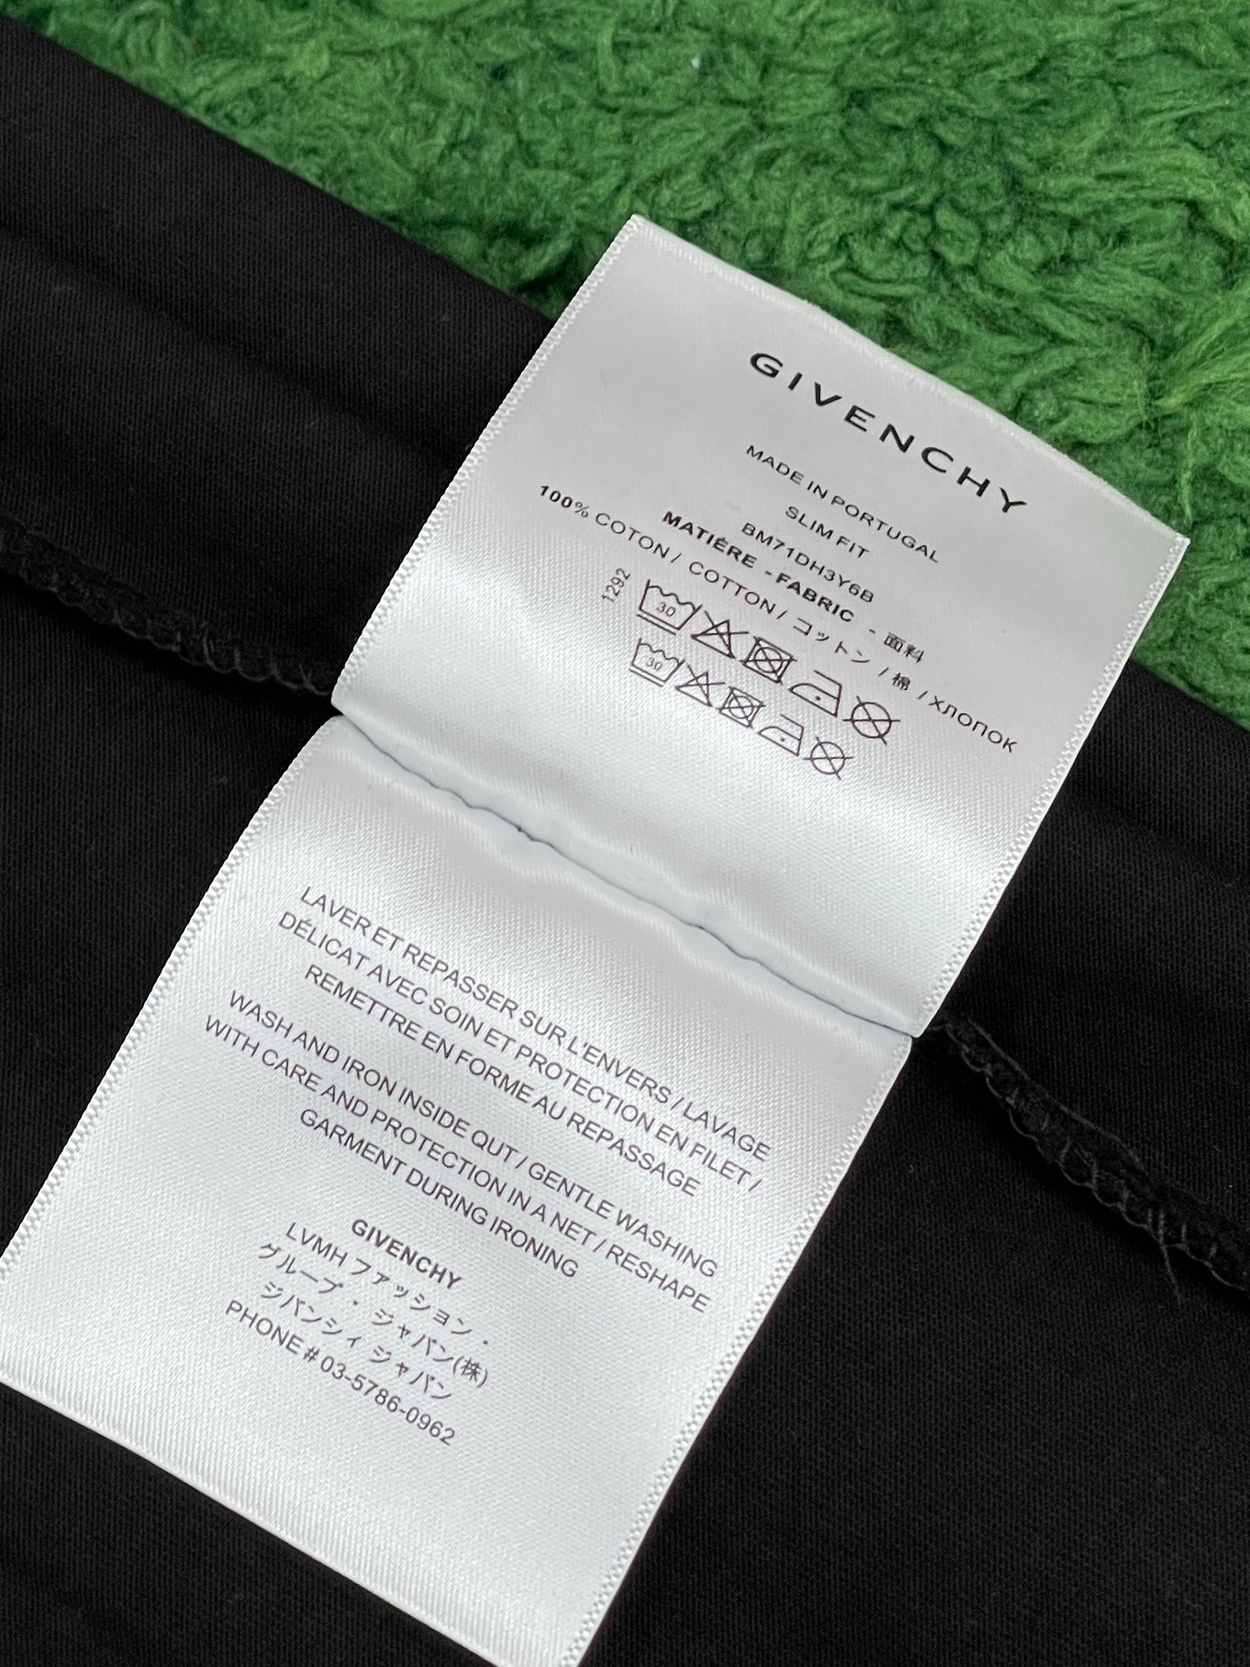 GIVENCHY
MADE IN PORTUGAL
SLIM FIT
BM71DH3Y6B
MATIÈRE - FABRIC - 面料
100% COTON / COTTON / コットン / 棉 / ХЛОПОК
1292
30
30
LAVER ET REPASSER SUR L'ENVERS / LAVAGE
DÉLICAT AVEC SOIN ET PROTECTION EN FILET /
REMETTRE EN FORME AU REPASSAGE
WASH AND IRON INSIDE QUT / GENTLE WASHING
WITH CARE AND PROTECTION IN A NET / RESHAPE
GARMENT DURING IRONING
GIVENCHY
LVMH ファッション・
グループ・ジャパン(株)
ジバンシィ ジャパン
PHONE # 03-5786-0962